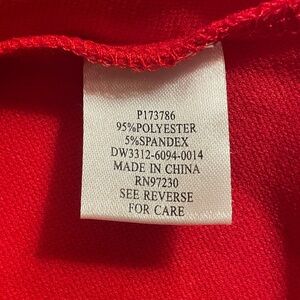 P173786
95%POLYESTER
5%SPANDEX
DW3312-6094-0014
MADE IN CHINA
RN97230
SEE REVERSE
FOR CARE